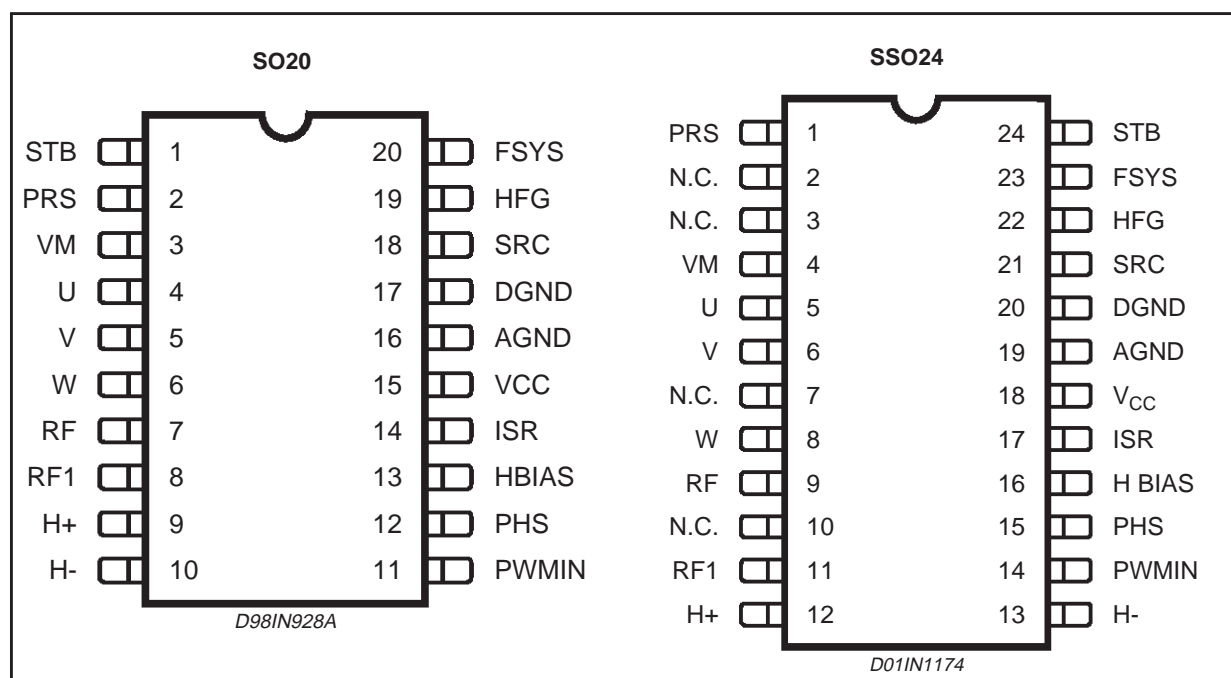 SO20
STB 1 20 FSYS
PRS 2 19 HFG
VM 3 18 SRC
U 4 17 DGND
V 5 16 AGND
W 6 15 VCC
RF 7 14 ISR
RF1 8 13 HBIAS
H+ 9 12 PHS
H- 10 11 PWMIN
D98IN928A
SSO24
PRS 1 24 STB
N.C. 2 23 FSYS
N.C. 3 22 HFG
VM 4 21 SRC
U 5 20 DGND
V 6 19 AGND
N.C. 7 18 VCC
W 8 17 ISR
RF 9 16 H BIAS
N.C. 10 15 PHS
RF1 11 14 PWMIN
H+ 12 13 H-
D01IN1174